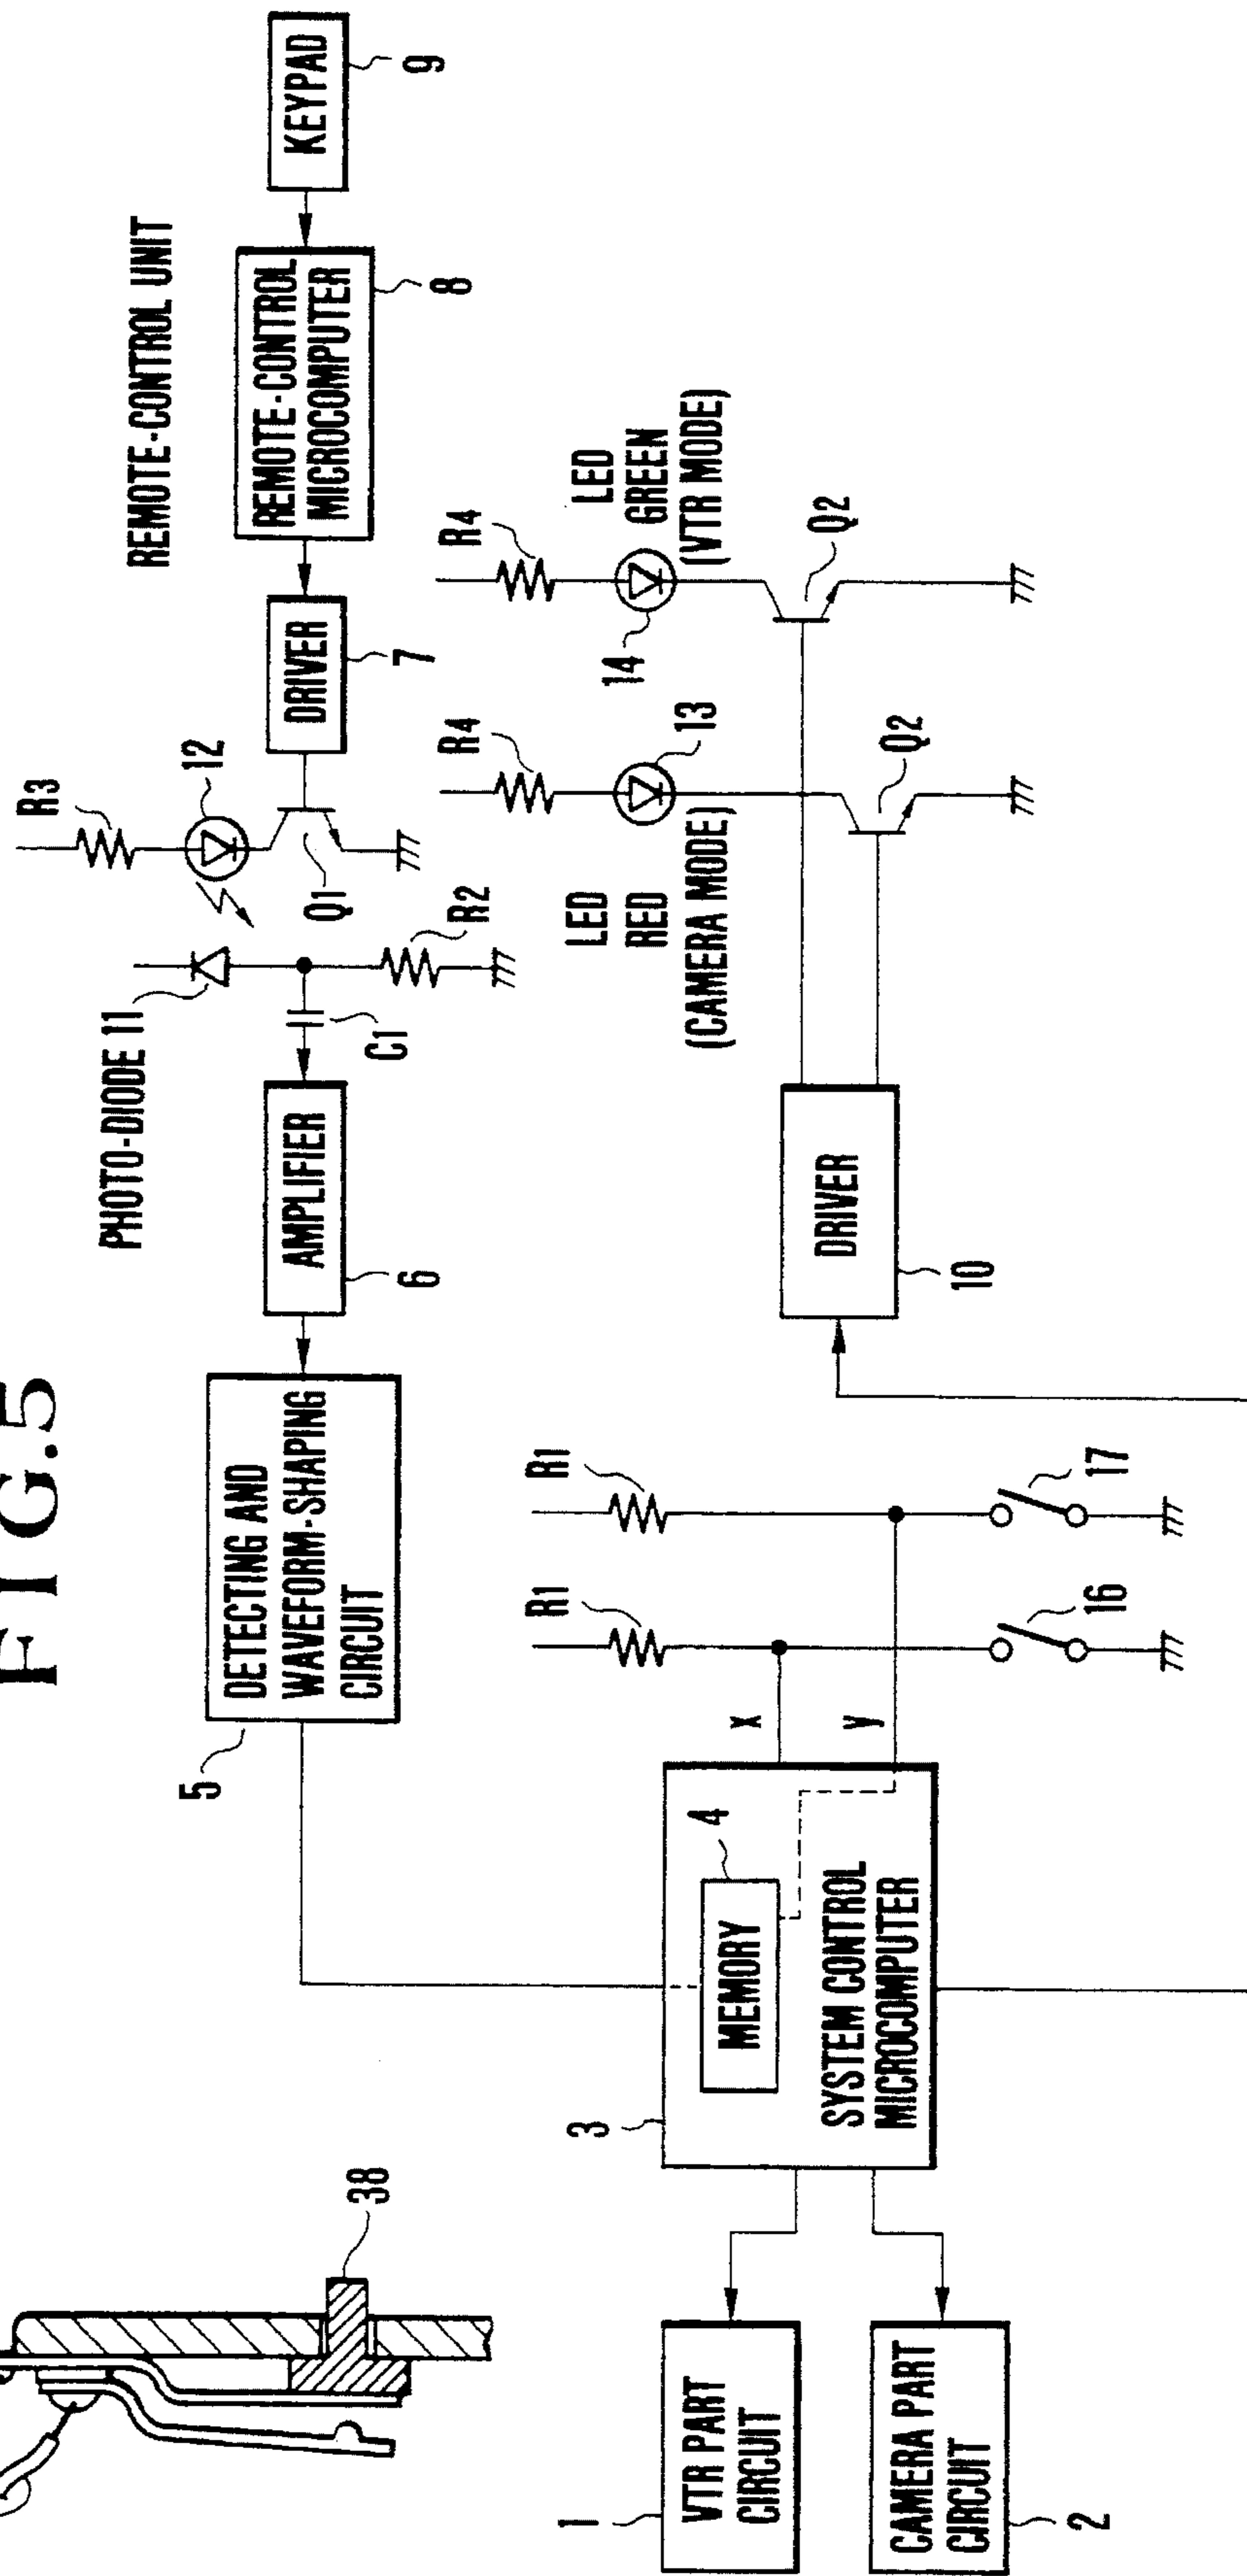 FIG.5
38
REMOTE-CONTROL UNIT
PHOTO-DIODE 11
R3
12
Q1
R2
C1
DETECTING AND
WAVEFORM-SHAPING
CIRCUIT
5
AMPLIFIER
6
DRIVER
7
REMOTE-CONTROL
MICROCOMPUTER
8
KEYPAD
9
R1
R1
x
y
16
17
R4
R4
LED
RED
(CAMERA MODE)
13
LED
GREEN
(VTR MODE)
14
Q2
Q2
DRIVER
10
3
MEMORY
4
SYSTEM CONTROL
MICROCOMPUTER
VTR PART
CIRCUIT
1
CAMERA PART
CIRCUIT
2